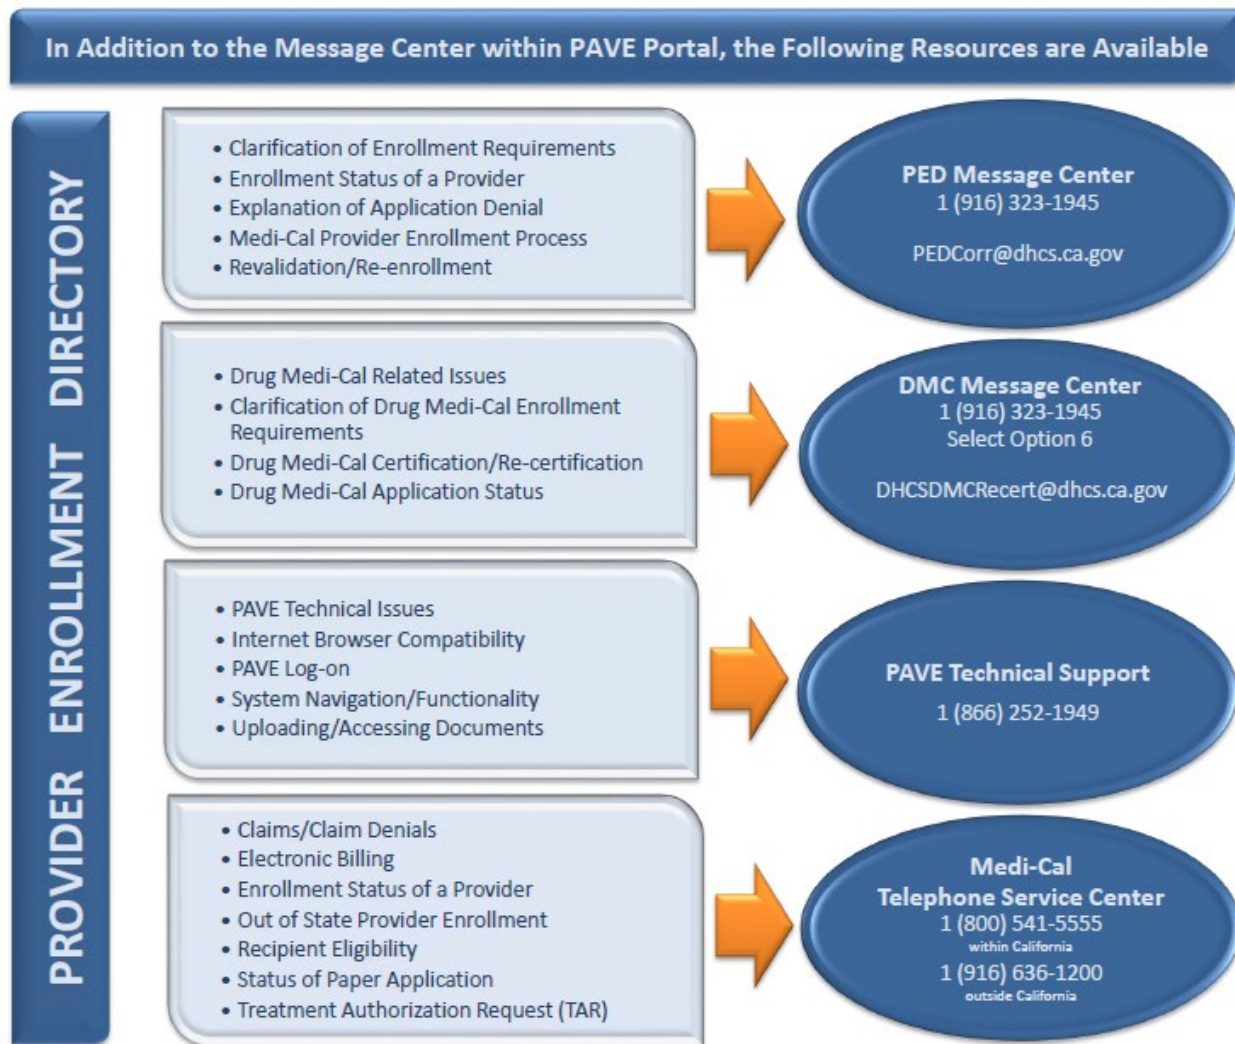 In Addition to the Message Center within PAVE Portal, the Following Resources are Available
PROVIDER ENROLLMENT DIRECTORY
• Clarification of Enrollment Requirements
• Enrollment Status of a Provider
• Explanation of Application Denial
• Medi-Cal Provider Enrollment Process
• Revalidation/Re-enrollment
PED Message Center
1 (916) 323-1945
PEDCorr@dhcs.ca.gov
• Drug Medi-Cal Related Issues
• Clarification of Drug Medi-Cal Enrollment
Requirements
• Drug Medi-Cal Certification/Re-certification
• Drug Medi-Cal Application Status
DMC Message Center
1 (916) 323-1945
Select Option 6
DHCSDMCRecert@dhcs.ca.gov
• PAVE Technical Issues
• Internet Browser Compatibility
• PAVE Log-on
• System Navigation/Functionality
• Uploading/Accessing Documents
PAVE Technical Support
1 (866) 252-1949
• Claims/Claim Denials
• Electronic Billing
• Enrollment Status of a Provider
• Out of State Provider Enrollment
• Recipient Eligibility
• Status of Paper Application
• Treatment Authorization Request (TAR)
Medi-Cal
Telephone Service Center
1 (800) 541-5555
within California
1 (916) 636-1200
outside California